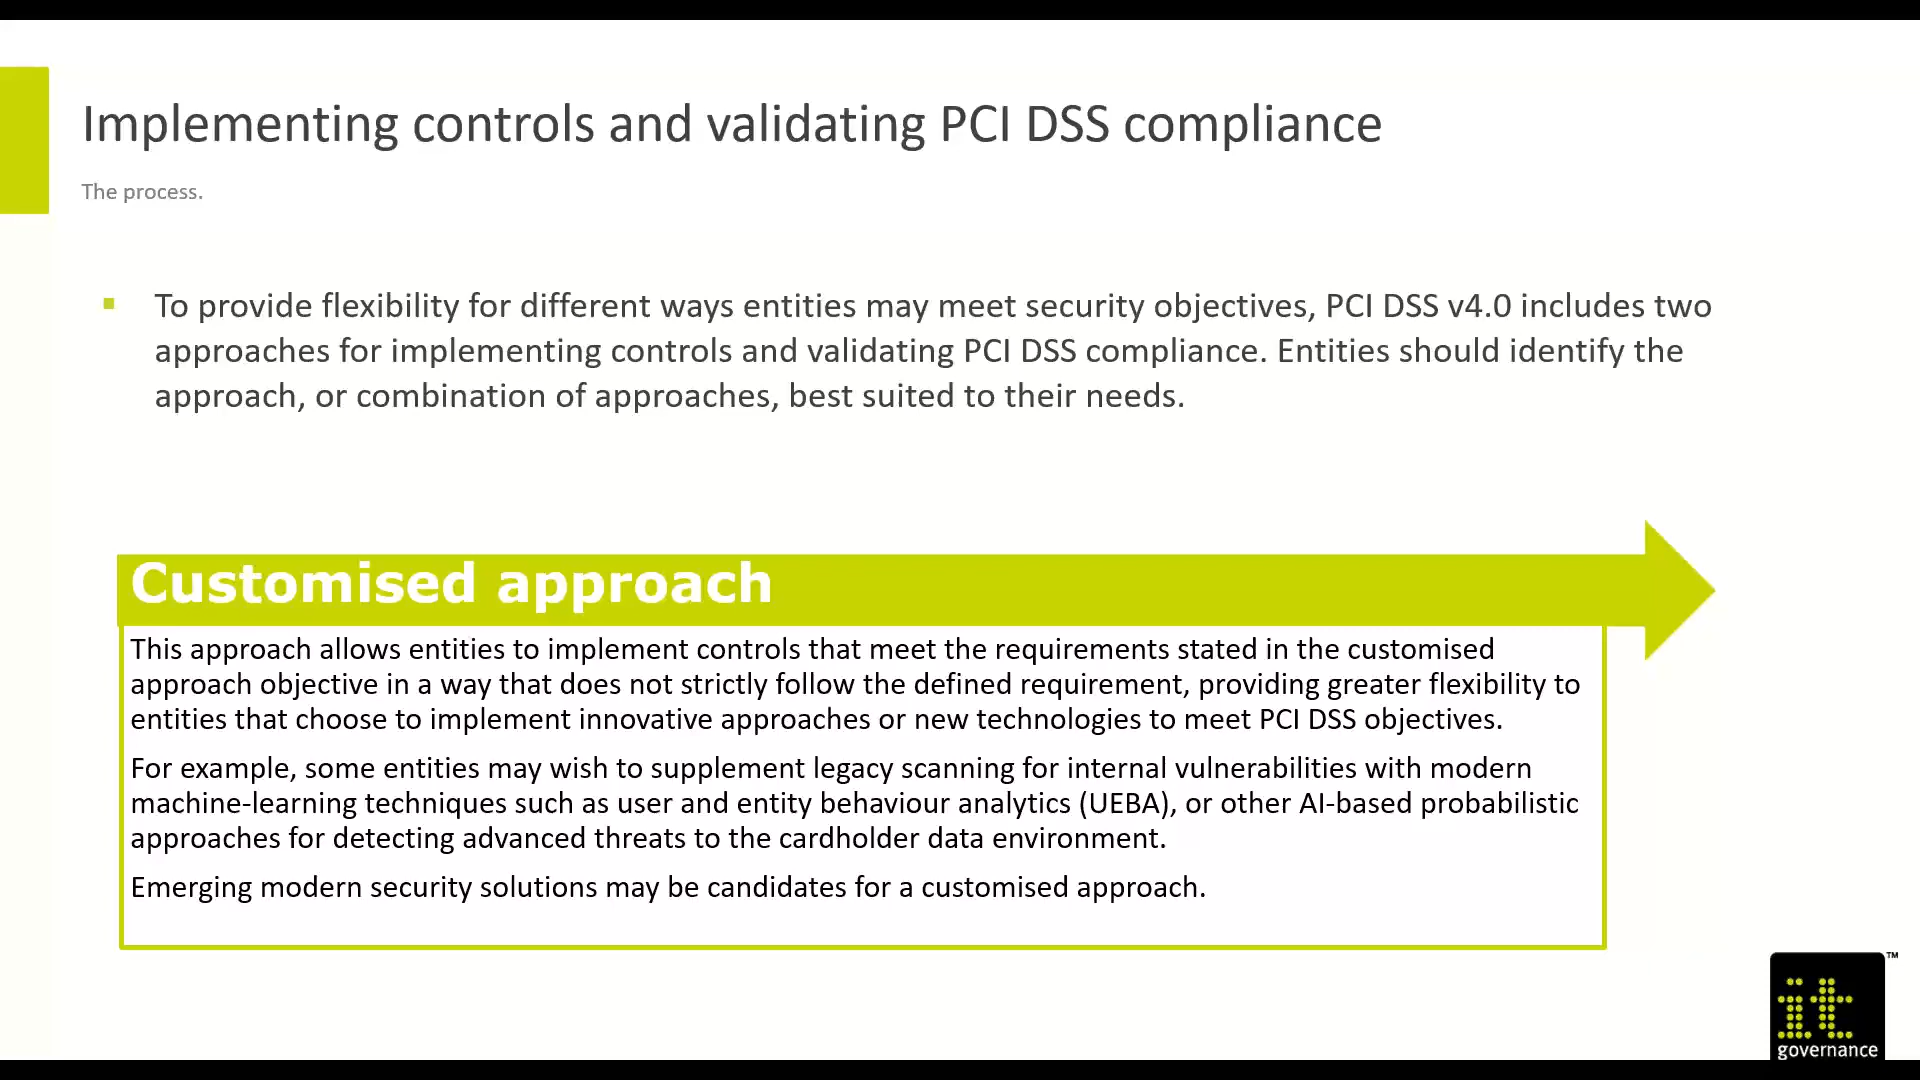 Implementing controls and validating PCI DSS compliance
The process.
▪ To provide flexibility for different ways entities may meet security objectives, PCI DSS v4.0 includes two
approaches for implementing controls and validating PCI DSS compliance. Entities should identify the
approach, or combination of approaches, best suited to their needs.
Customised approach
This approach allows entities to implement controls that meet the requirements stated in the customised
approach objective in a way that does not strictly follow the defined requirement, providing greater flexibility to
entities that choose to implement innovative approaches or new technologies to meet PCI DSS objectives.
For example, some entities may wish to supplement legacy scanning for internal vulnerabilities with modern
machine-learning techniques such as user and entity behaviour analytics (UEBA), or other AI-based probabilistic
approaches for detecting advanced threats to the cardholder data environment.
Emerging modern security solutions may be candidates for a customised approach.
it
governance
™